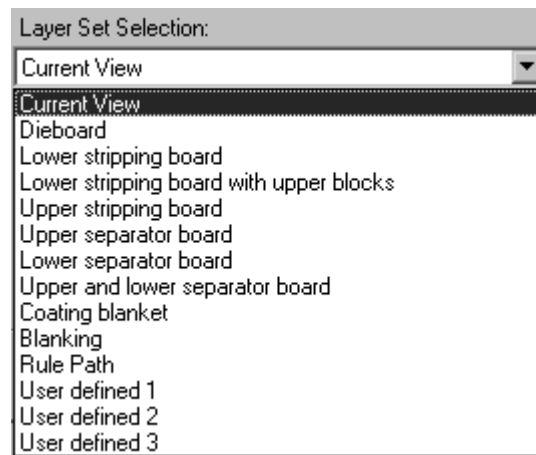 Layer Set Selection:
Current View
Current View
Dieboard
Lower stripping board
Lower stripping board with upper blocks
Upper stripping board
Upper separator board
Lower separator board
Upper and lower separator board
Coating blanket
Blanking
Rule Path
User defined 1
User defined 2
User defined 3